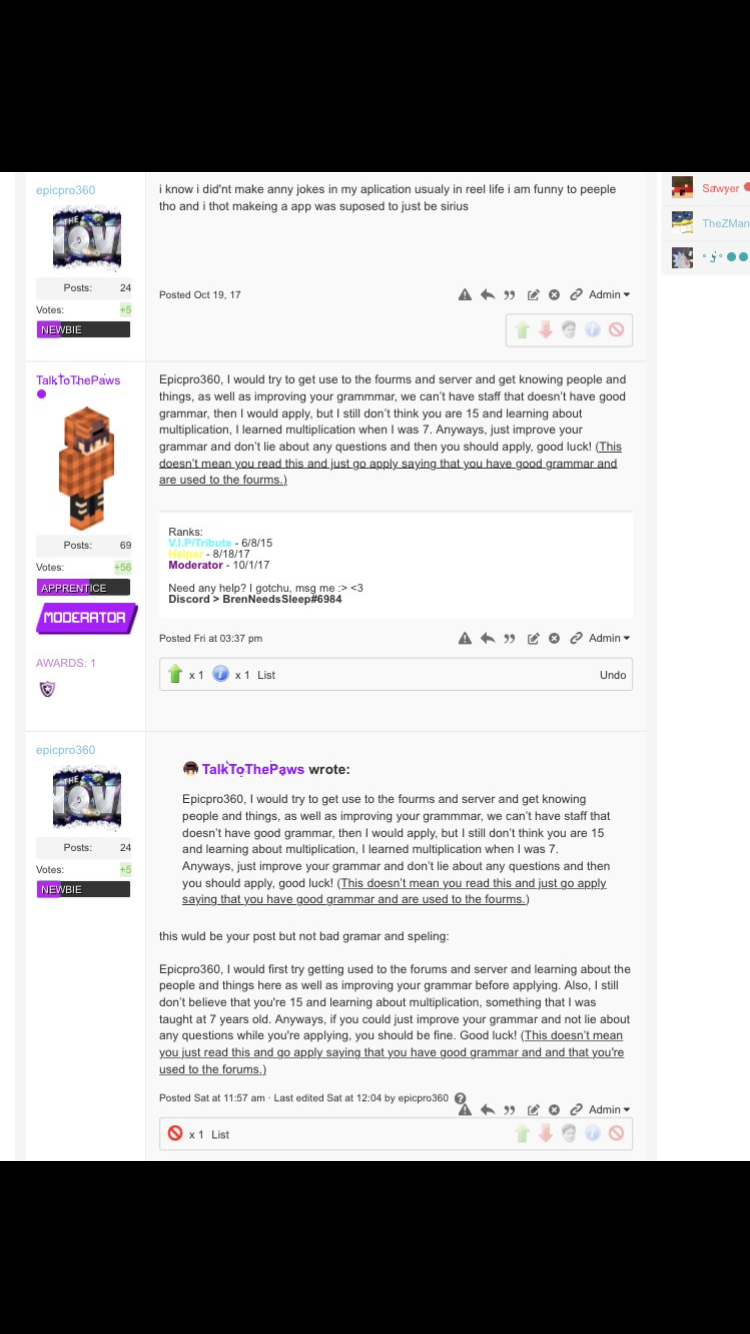 epicpro360
i know i did'nt make anny jokes in my aplication usualy in reel life i am funny to peeple
tho and i thot makeing a app was suposed to just be sirius
THE
Posts: 24
Votes: +5
NEWBIE
Posted Oct 19, 17
Admin
Sawyer
TheZMan
TalkToThePaws
Epicpro360, I would try to get use to the fourms and server and get knowing people and
things, as well as improving your grammmar, we can't have staff that doesn't have good
grammar, then I would apply, but I still don't think you are 15 and learning about
multiplication, I learned multiplication when I was 7. Anyways, just improve your
grammar and don't lie about any questions and then you should apply, good luck! (This
doesn't mean you read this and just go apply saying that you have good grammar and
are used to the fourms.)
Posts: 69
Votes: +56
APPRENTICE
MODERATOR
AWARDS: 1
Ranks:
V.I.P/Tribute - 6/8/15
Helper - 8/18/17
Moderator - 10/1/17
Need any help? I gotchu, msg me :> <3
Discord > BrenNeedsSleep#6984
Posted Fri at 03:37 pm
Admin
x 1 x 1 List
Undo
epicpro360
THE
Posts: 24
Votes: +5
NEWBIE
TalkToThePaws wrote:
Epicpro360, I would try to get use to the fourms and server and get knowing
people and things, as well as improving your grammmar, we can't have staff that
doesn't have good grammar, then I would apply, but I still don't think you are 15
and learning about multiplication, I learned multiplication when I was 7.
Anyways, just improve your grammar and don't lie about any questions and then
you should apply, good luck! (This doesn't mean you read this and just go apply
saying that you have good grammar and are used to the fourms.)
this wuld be your post but not bad gramar and speling:
Epicpro360, I would first try getting used to the forums and server and learning about the
people and things here as well as improving your grammar before applying. Also, I still
don't believe that you're 15 and learning about multiplication, something that I was
taught at 7 years old. Anyways, if you could just improve your grammar and not lie about
any questions while you're applying, you should be fine. Good luck! (This doesn't mean
you just read this and go apply saying that you have good grammar and and that you're
used to the forums.)
Posted Sat at 11:57 am · Last edited Sat at 12:04 by epicpro360
Admin
x 1 List